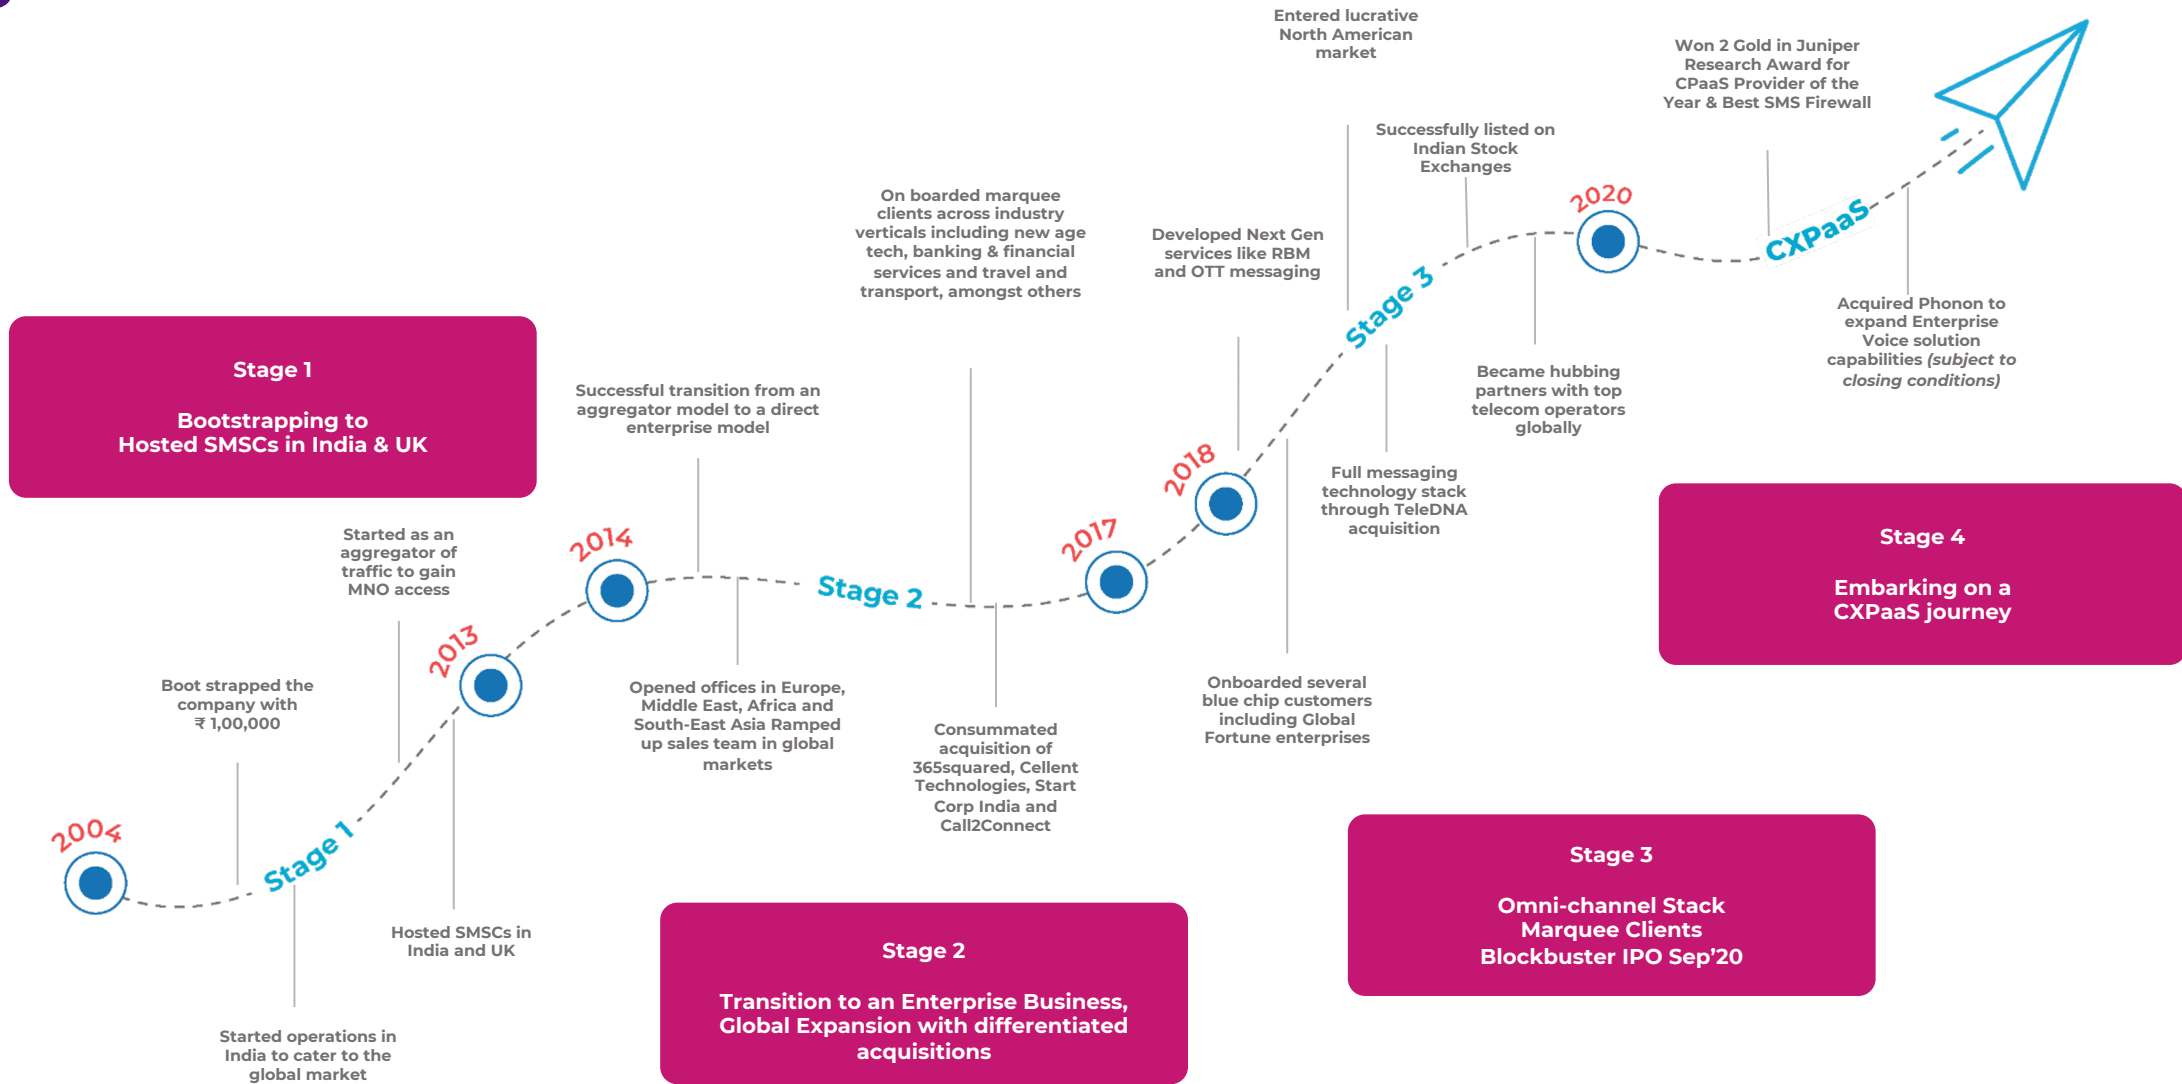 2004
Boot strapped the
company with
₹ 1,00,000
Stage 1
Started operations in
India to cater to the
global market
Started as an
aggregator of
traffic to gain
MNO access
Hosted SMSCs in
India and UK
2013
Stage 1
Bootstrapping to
Hosted SMSCs in India & UK
2014
Successful transition from an
aggregator model to a direct
enterprise model
Opened offices in Europe,
Middle East, Africa and
South-East Asia Ramped
up sales team in global
markets
Stage 2
On boarded marquee
clients across industry
verticals including new age
tech, banking & financial
services and travel and
transport, amongst others
Consummated
acquisition of
365squared, Cellent
Technologies, Start
Corp India and
Call2Connect
2017
Stage 2
Transition to an Enterprise Business,
Global Expansion with differentiated
acquisitions
2018
Developed Next Gen
services like RBM
and OTT messaging
Onboarded several
blue chip customers
including Global
Fortune enterprises
Entered lucrative
North American
market
Stage 3
Full messaging
technology stack
through TeleDNA
acquisition
Successfully listed on
Indian Stock
Exchanges
Became hubbing
partners with top
telecom operators
globally
2020
Stage 3
Omni-channel Stack
Marquee Clients
Blockbuster IPO Sep’20
Won 2 Gold in Juniper
Research Award for
CPaaS Provider of the
Year & Best SMS Firewall
CXPaaS
Acquired Phonon to
expand Enterprise
Voice solution
capabilities (subject to
closing conditions)
Stage 4
Embarking on a
CXPaaS journey